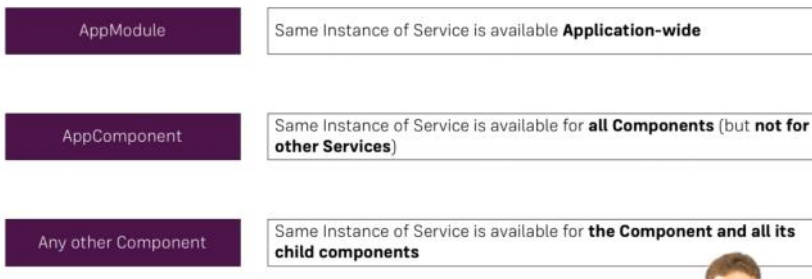 AppModule
Same Instance of Service is available Application-wide
AppComponent
Same Instance of Service is available for all Components (but not for
other Services)
Any other Component
Same Instance of Service is available for the Component and all its
child components